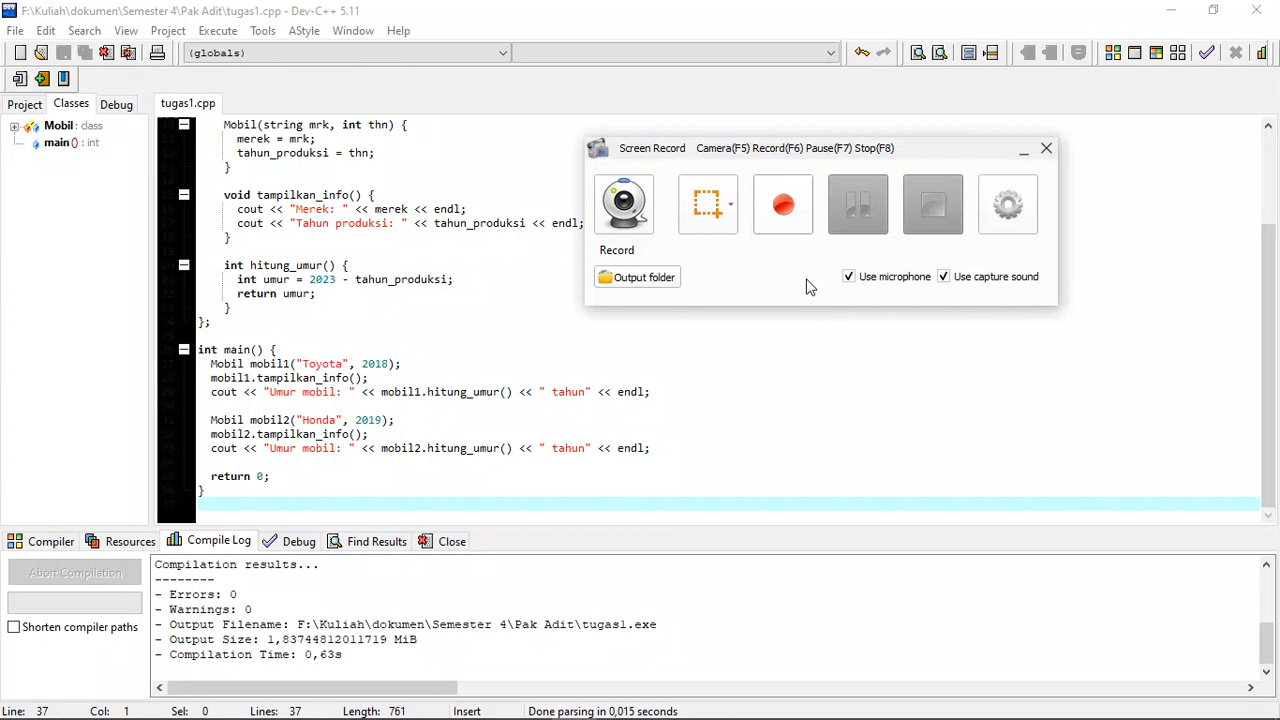 F:\Kuliah\dokumen\Semester 4\Pak Adit\tugas1.cpp - Dev-C++ 5.11
File Edit Search View Project Execute Tools AStyle Window Help
(globals)
Project Classes Debug
tugas1.cpp
Mobil : class
main () : int
Mobil(string mrk, int thn) {
merek = mrk;
tahun_produksi = thn;
}
void tampilkan_info() {
cout << "Merek: " << merek << endl;
cout << "Tahun produksi: " << tahun_produksi << endl;
}
int hitung_umur() {
int umur = 2023 - tahun_produksi;
return umur;
}
};
int main() {
Mobil mobil1("Toyota", 2018);
mobil1.tampilkan_info();
cout << "Umur mobil: " << mobil1.hitung_umur() << " tahun" << endl;
Mobil mobil2("Honda", 2019);
mobil2.tampilkan_info();
cout << "Umur mobil: " << mobil2.hitung_umur() << " tahun" << endl;
return 0;
}
Screen Record Camera(F5) Record(F6) Pause(F7) Stop(F8)
Record
Output folder
Use microphone Use capture sound
Compiler Resources Compile Log Debug Find Results Close
Abort Compilation
Shorten compiler paths
Compilation results...
--------
- Errors: 0
- Warnings: 0
- Output Filename: F:\Kuliah\dokumen\Semester 4\Pak Adit\tugas1.exe
- Output Size: 1,83744812011719 MiB
- Compilation Time: 0,63s
Line: 37 Col: 1 Sel: 0 Lines: 37 Length: 761 Insert Done parsing in 0,015 seconds